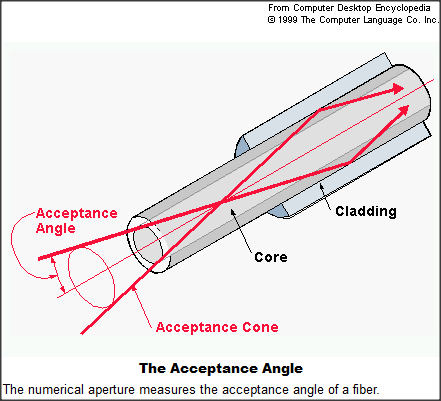 From Computer Desktop Encyclopedia
© 1999 The Computer Language Co. Inc.
Acceptance
Angle
Cladding
Core
Acceptance Cone
The Acceptance Angle
The numerical aperture measures the acceptance angle of a fiber.